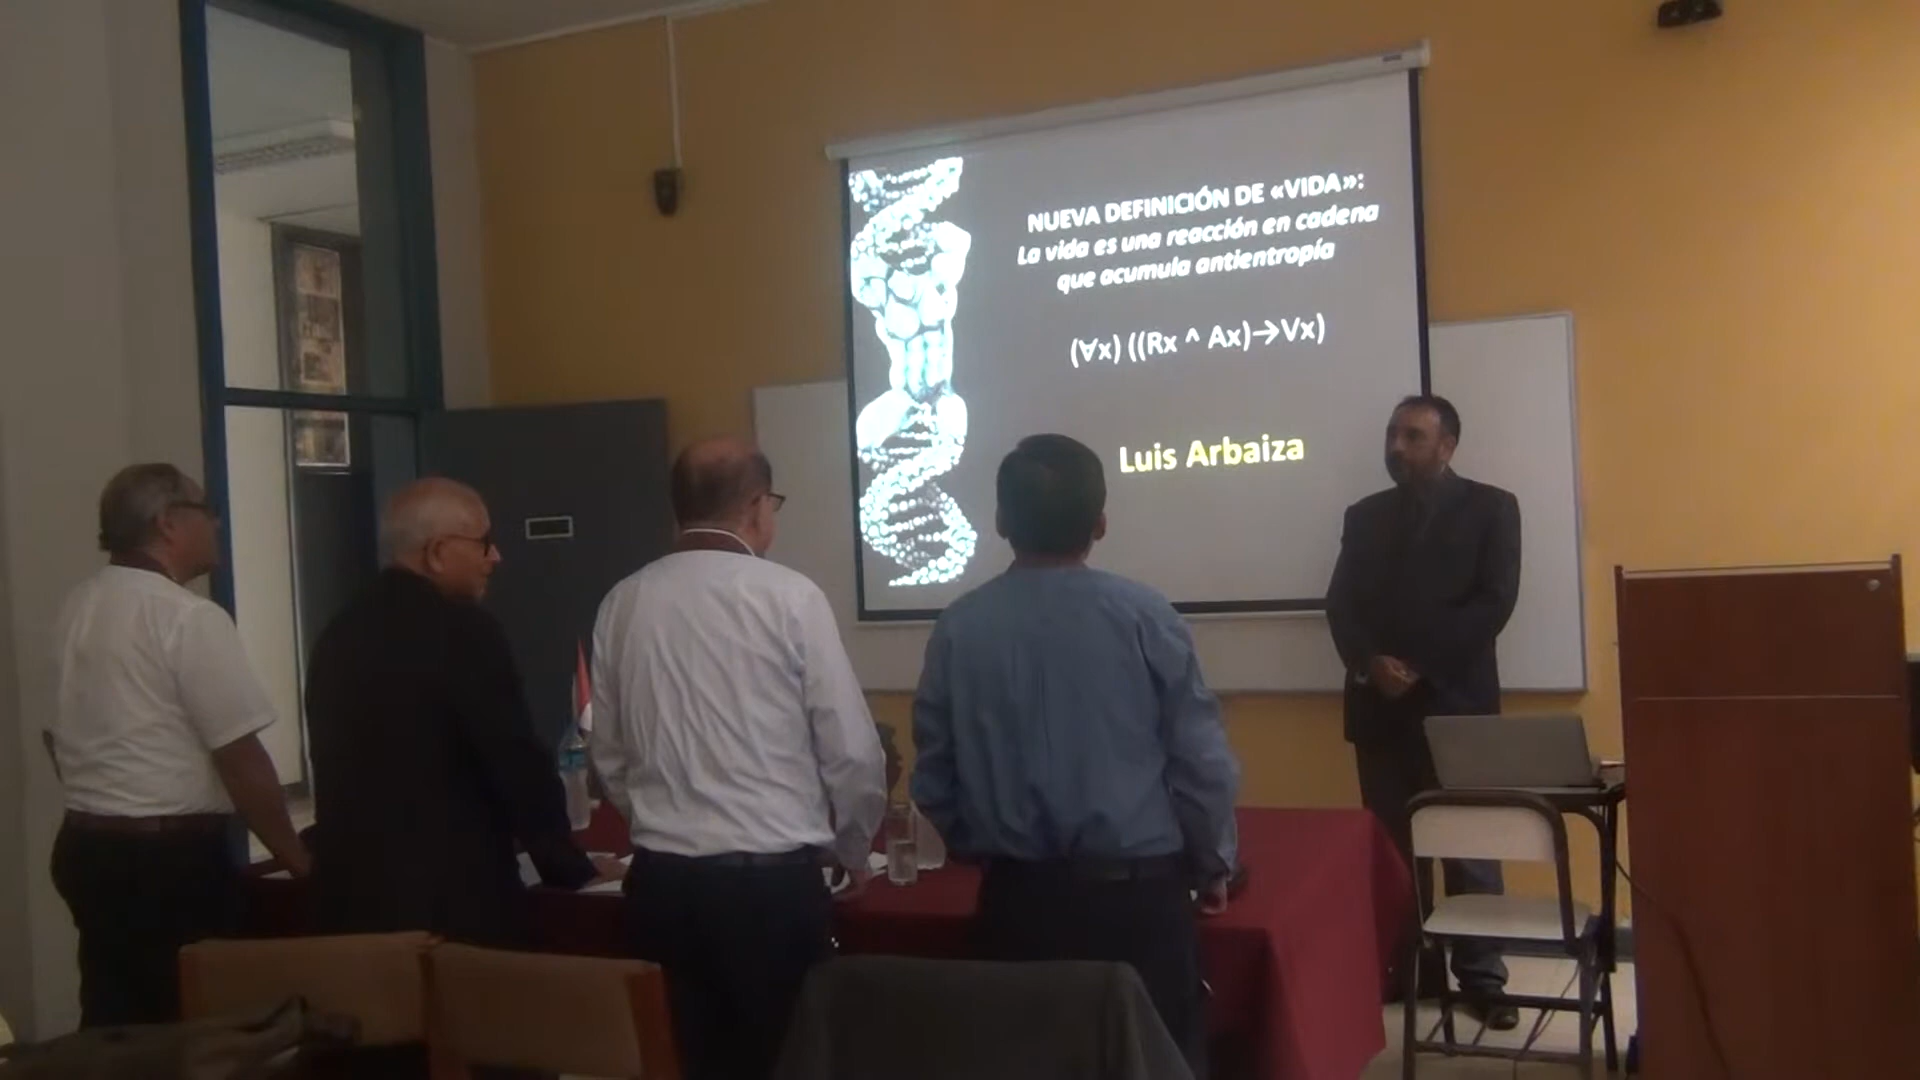 NUEVA DEFINICIÓN DE «VIDA»:
La vida es una reacción en cadena
que acumula antientropía
(∀x) ((Rx ^ Ax)→Vx)
Luis Arbaiza